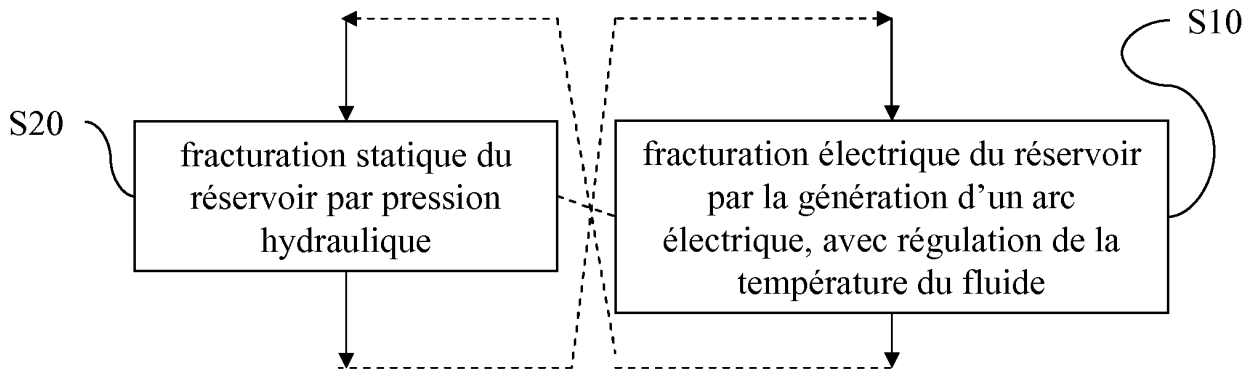 S10
S20
fracturation statique du
réservoir par pression
hydraulique
fracturation électrique du réservoir
par la génération d'un arc
électrique, avec régulation de la
température du fluide